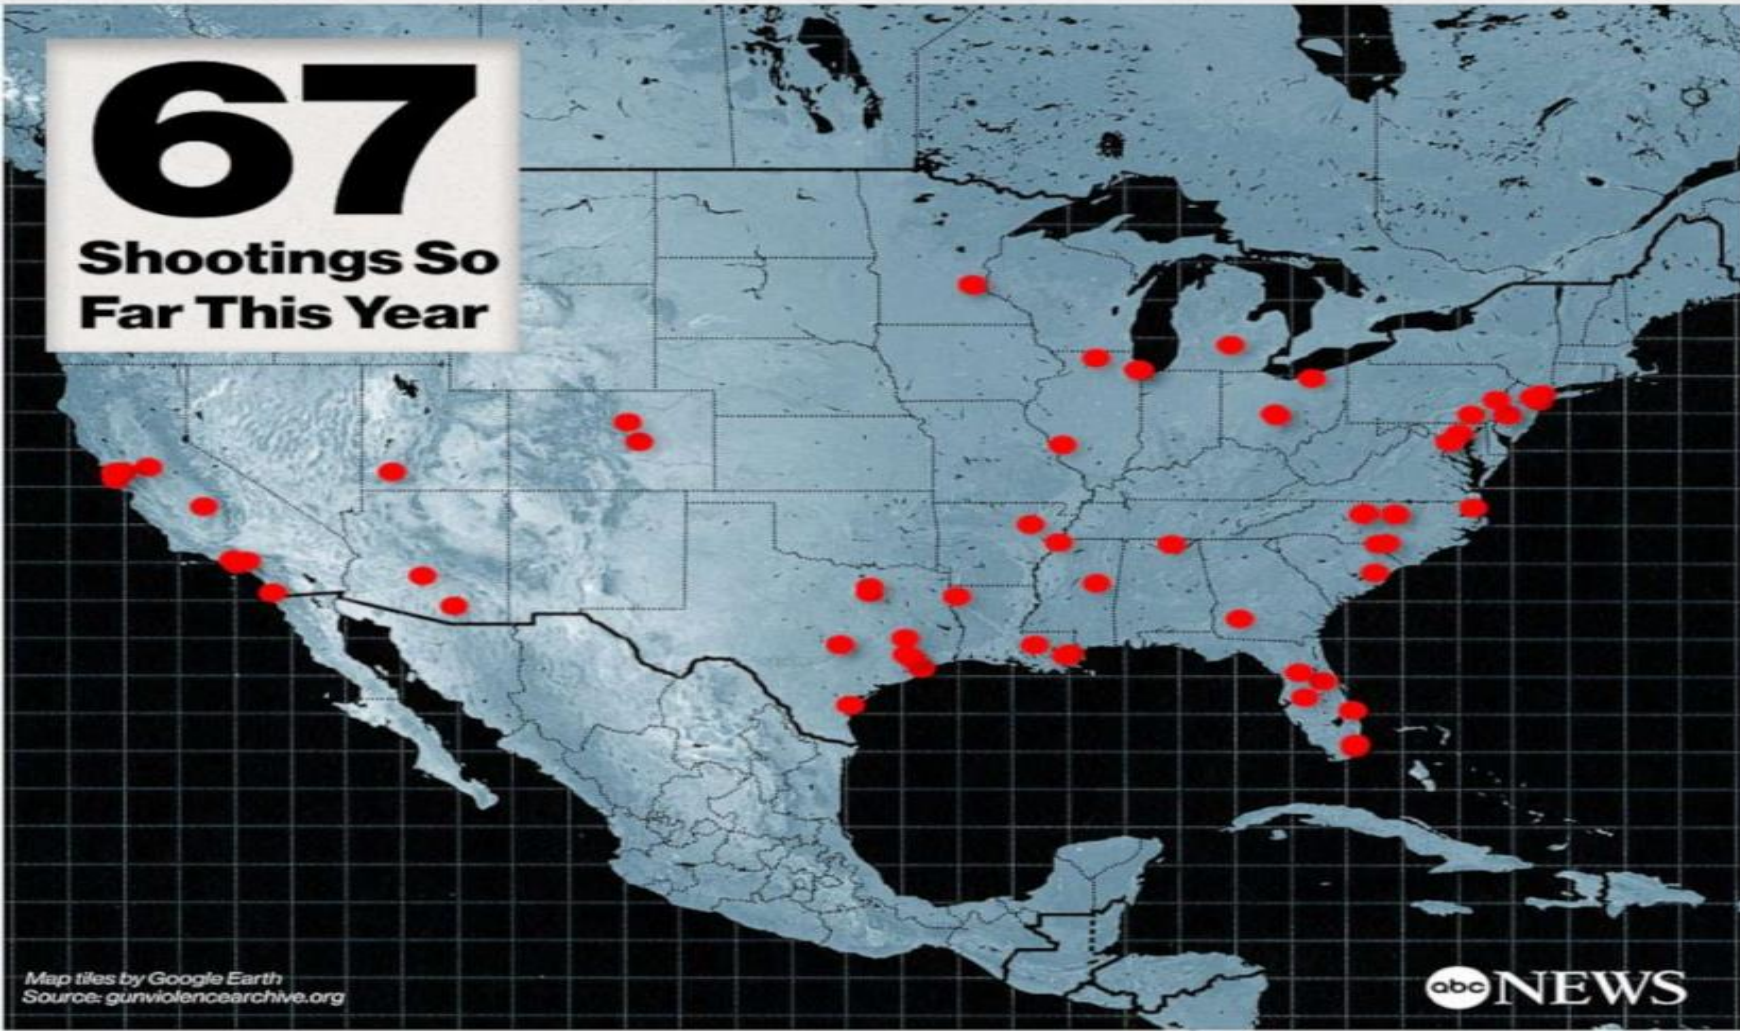 67
Shootings So
Far This Year
Map tiles by Google Earth
Source: gunviolencearchive.org
abc NEWS